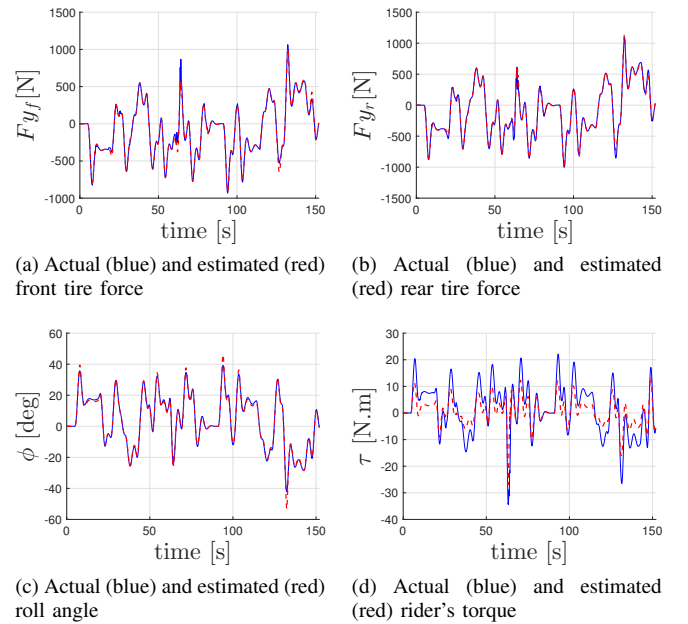 1500
1000
500
0
-500
-1000
0 50 100 150
Fy_f [N]
time [s]
1500
1000
500
0
-500
-1000
-1500
0 50 100 150
Fy_r [N]
time [s]
(a) Actual (blue) and estimated (red)
front tire force
(b) Actual (blue) and estimated
(red) rear tire force
60
40
20
0
-20
-40
-60
0 50 100 150
ϕ [deg]
time [s]
30
20
10
0
-10
-20
-30
-40
0 50 100 150
τ [N.m]
time [s]
(c) Actual (blue) and estimated (red)
roll angle
(d) Actual (blue) and estimated
(red) rider's torque